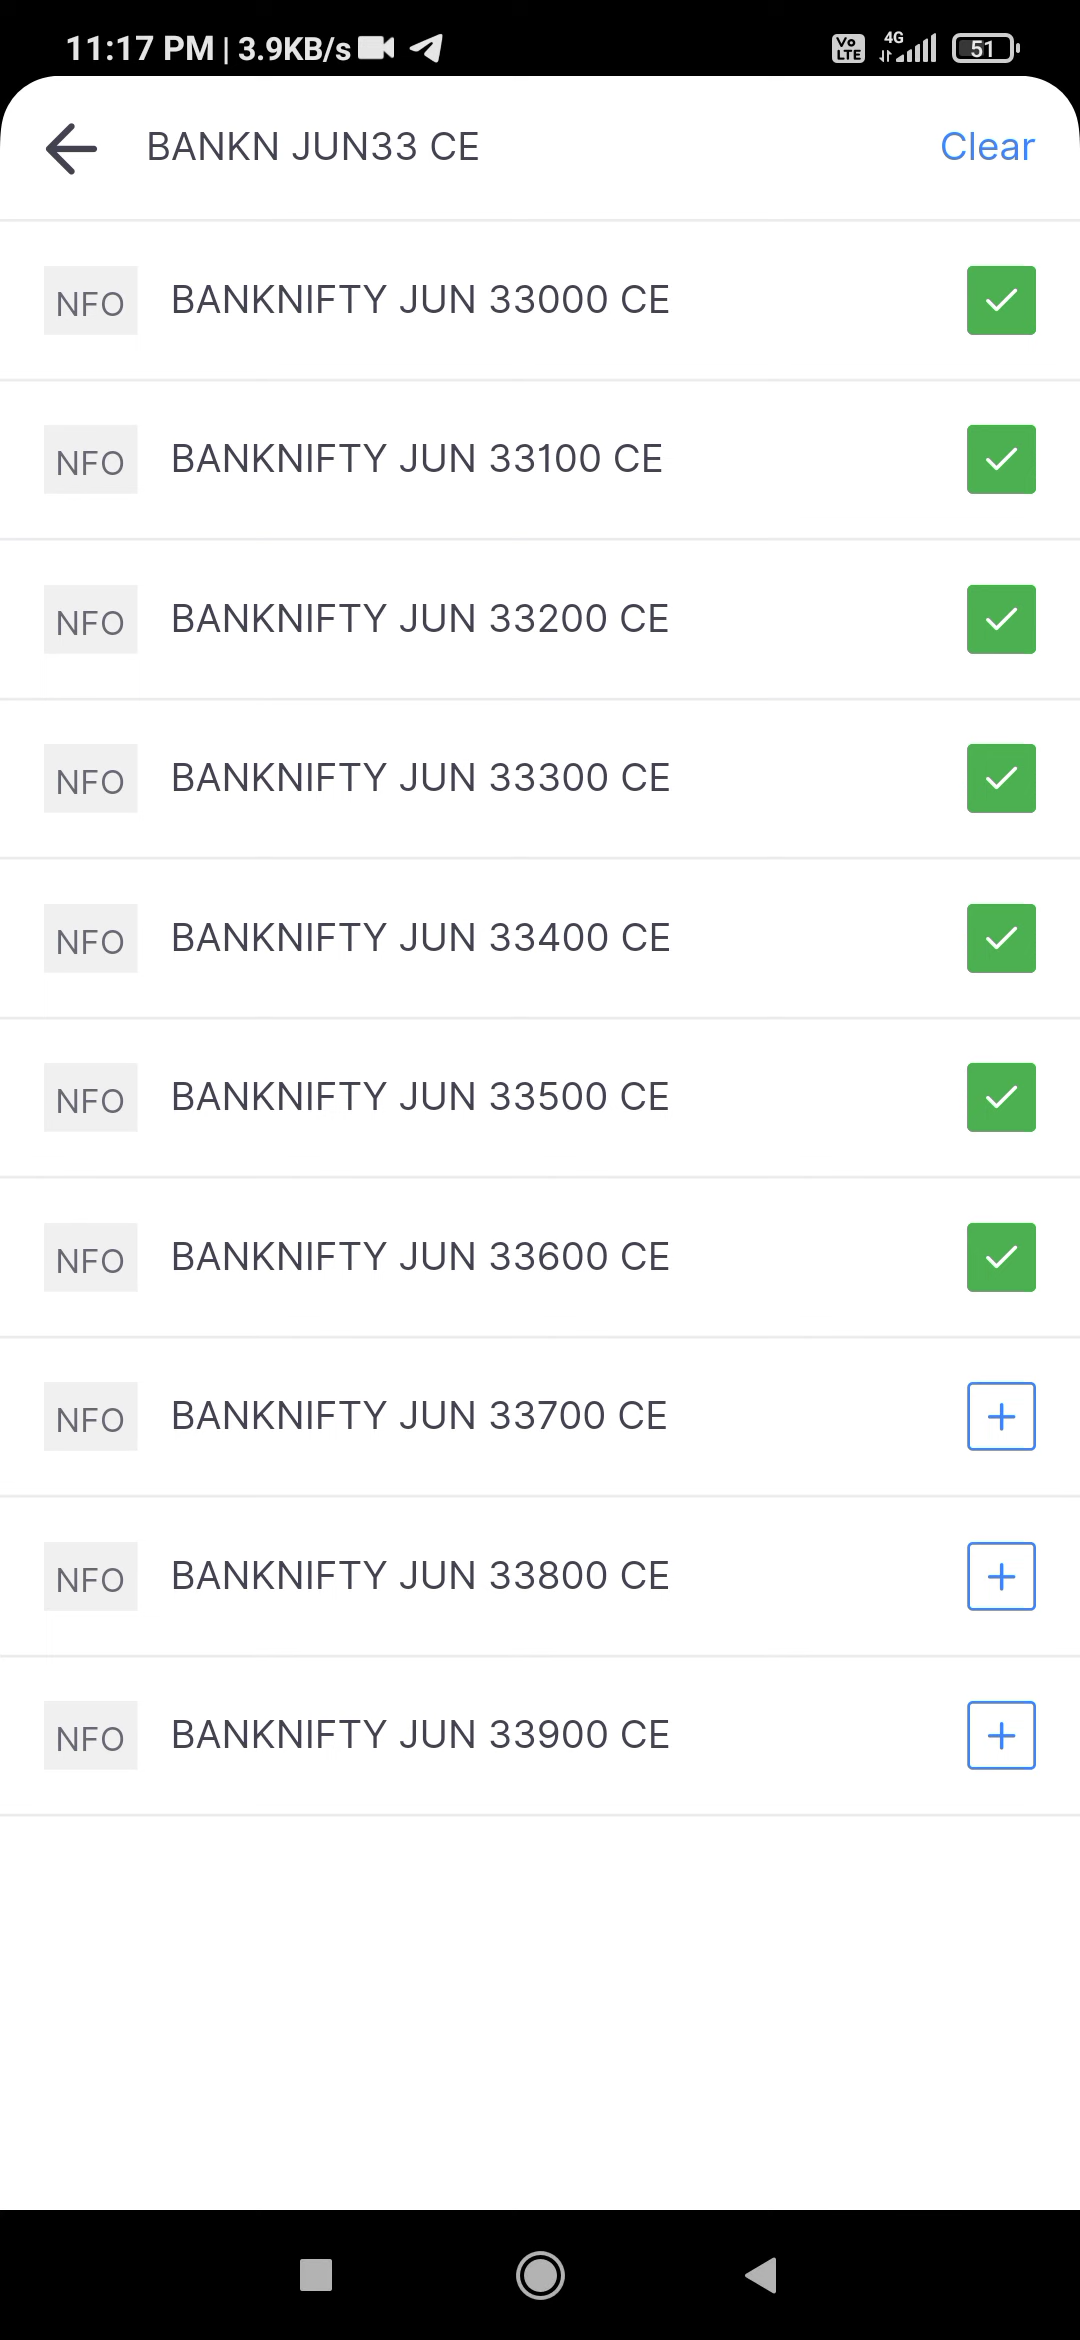 11:17 PM | 3.9KB/s Vo LTE 4G 51
BANKN JUN33 CE Clear
NFO BANKNIFTY JUN 33000 CE
NFO BANKNIFTY JUN 33100 CE
NFO BANKNIFTY JUN 33200 CE
NFO BANKNIFTY JUN 33300 CE
NFO BANKNIFTY JUN 33400 CE
NFO BANKNIFTY JUN 33500 CE
NFO BANKNIFTY JUN 33600 CE
NFO BANKNIFTY JUN 33700 CE
NFO BANKNIFTY JUN 33800 CE
NFO BANKNIFTY JUN 33900 CE